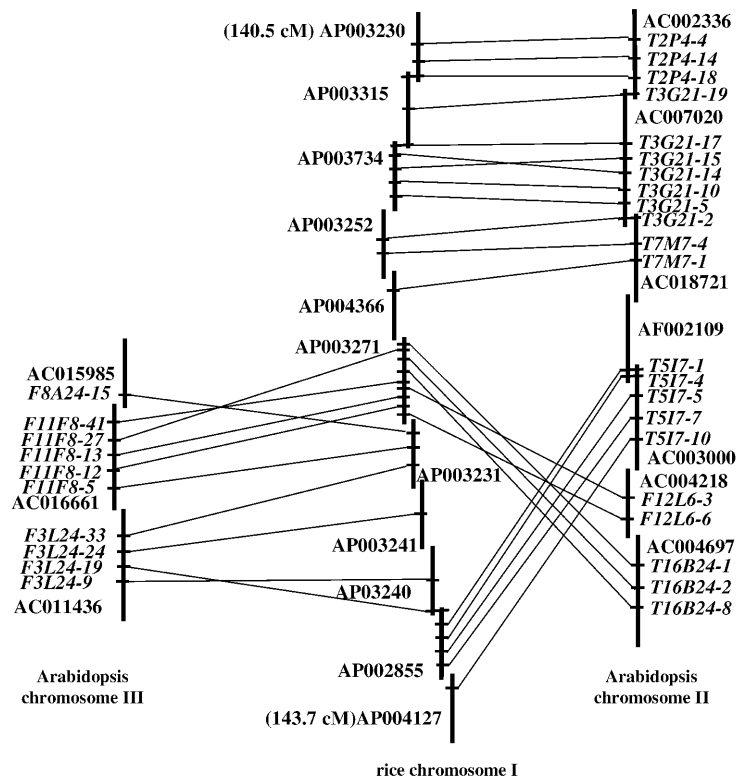 (140.5 cM) AP003230
AP003315
AP003734
AP003252
AP004366
AP003271
AP003231
AP003241
AP03240
AP002855
(143.7 cM)AP004127
rice chromosome I
AC015985
F8A24-15
F11F8-41
F11F8-27
F11F8-13
F11F8-12
F11F8-5
AC016661
F3L24-33
F3L24-24
F3L24-19
F3L24-9
AC011436
Arabidopsis
chromosome III
AC002336
T2P4-4
T2P4-14
T2P4-18
T3G21-19
AC007020
T3G21-17
T3G21-15
T3G21-14
T3G21-10
T3G21-5
T3G21-2
T7M7-4
T7M7-1
AC018721
AF002109
T5I7-1
T5I7-4
T5I7-5
T5I7-7
T5I7-10
AC003000
AC004218
F12L6-3
F12L6-6
AC004697
T16B24-1
T16B24-2
T16B24-8
Arabidopsis
chromosome II